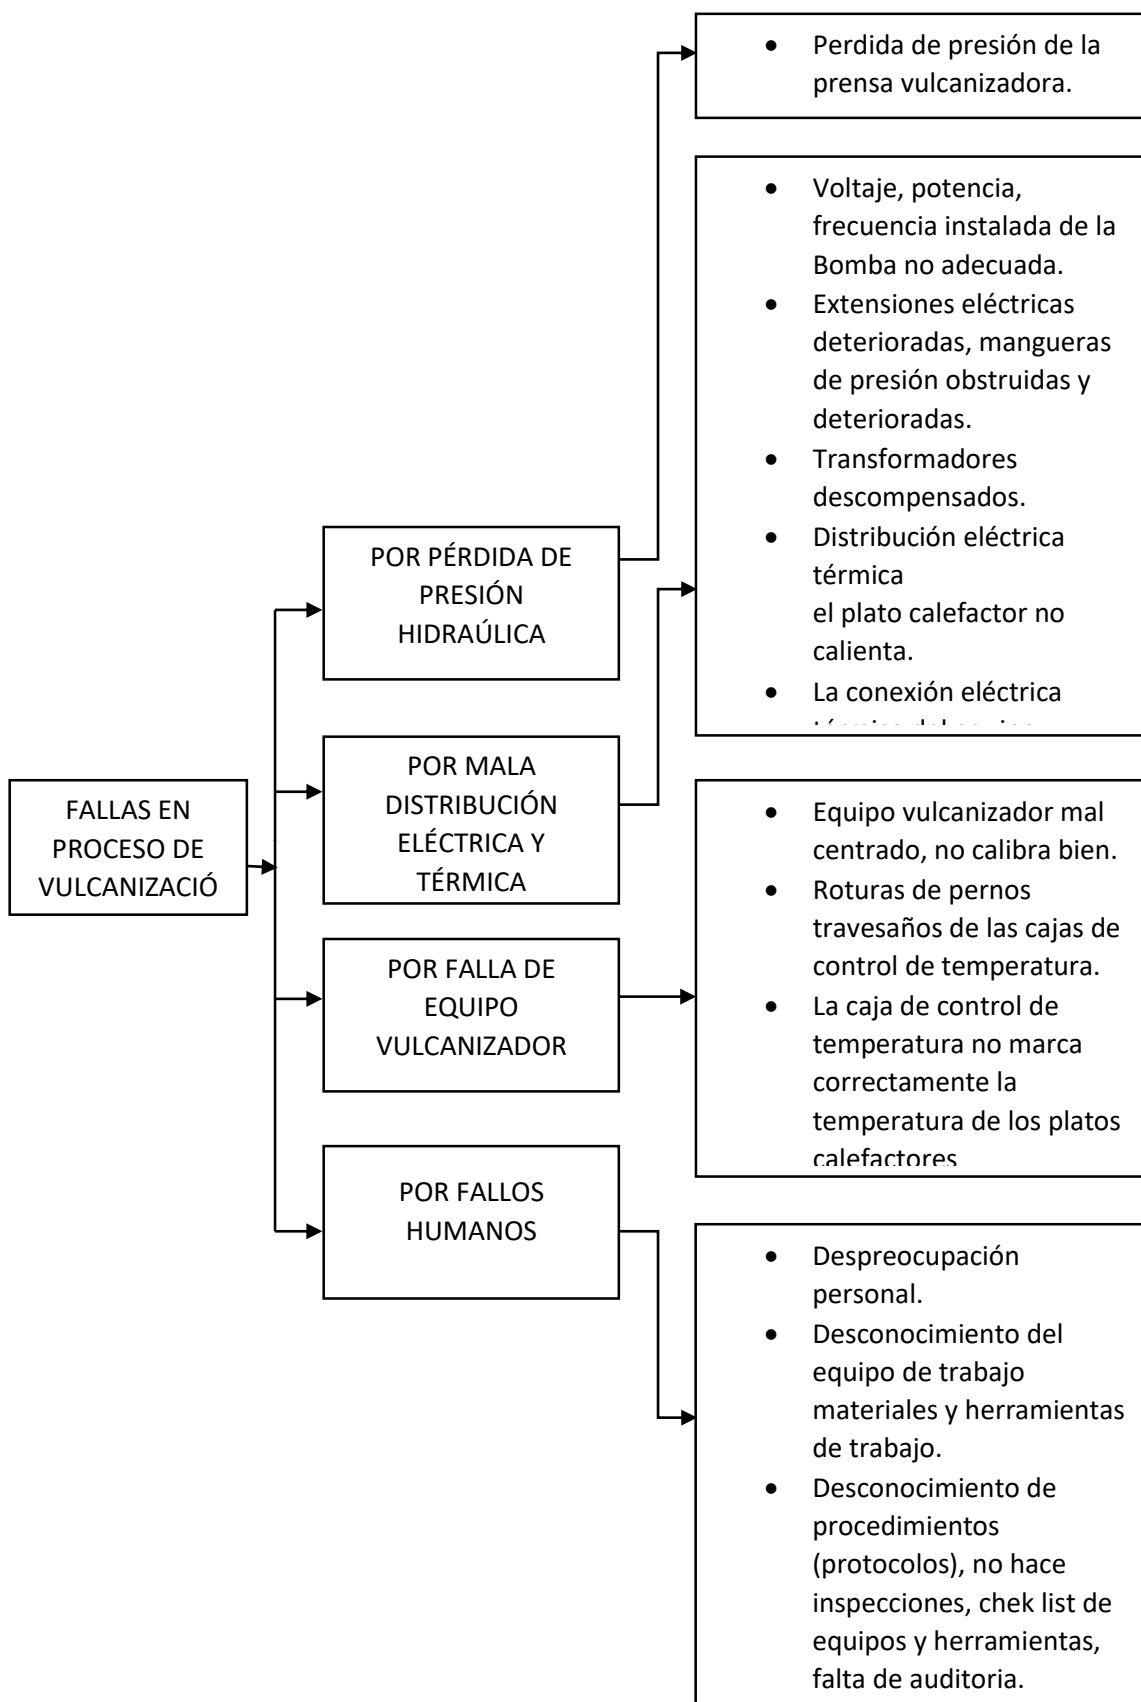 FALLAS EN
PROCESO DE
VULCANIZACIÓ
POR PÉRDIDA DE
PRESIÓN
HIDRAÚLICA
POR MALA
DISTRIBUCIÓN
ELÉCTRICA Y
TÉRMICA
POR FALLA DE
EQUIPO
VULCANIZADOR
POR FALLOS
HUMANOS
• Perdida de presión de la
prensa vulcanizadora.
• Voltaje, potencia,
frecuencia instalada de la
Bomba no adecuada.
• Extensiones eléctricas
deterioradas, mangueras
de presión obstruidas y
deterioradas.
• Transformadores
descompensados.
• Distribución eléctrica
térmica
el plato calefactor no
calienta.
• La conexión eléctrica
• Equipo vulcanizador mal
centrado, no calibra bien.
• Roturas de pernos
travesaños de las cajas de
control de temperatura.
• La caja de control de
temperatura no marca
correctamente la
temperatura de los platos
calefactores
• Despreocupación
personal.
• Desconocimiento del
equipo de trabajo
materiales y herramientas
de trabajo.
• Desconocimiento de
procedimientos
(protocolos), no hace
inspecciones, chek list de
equipos y herramientas,
falta de auditoria.